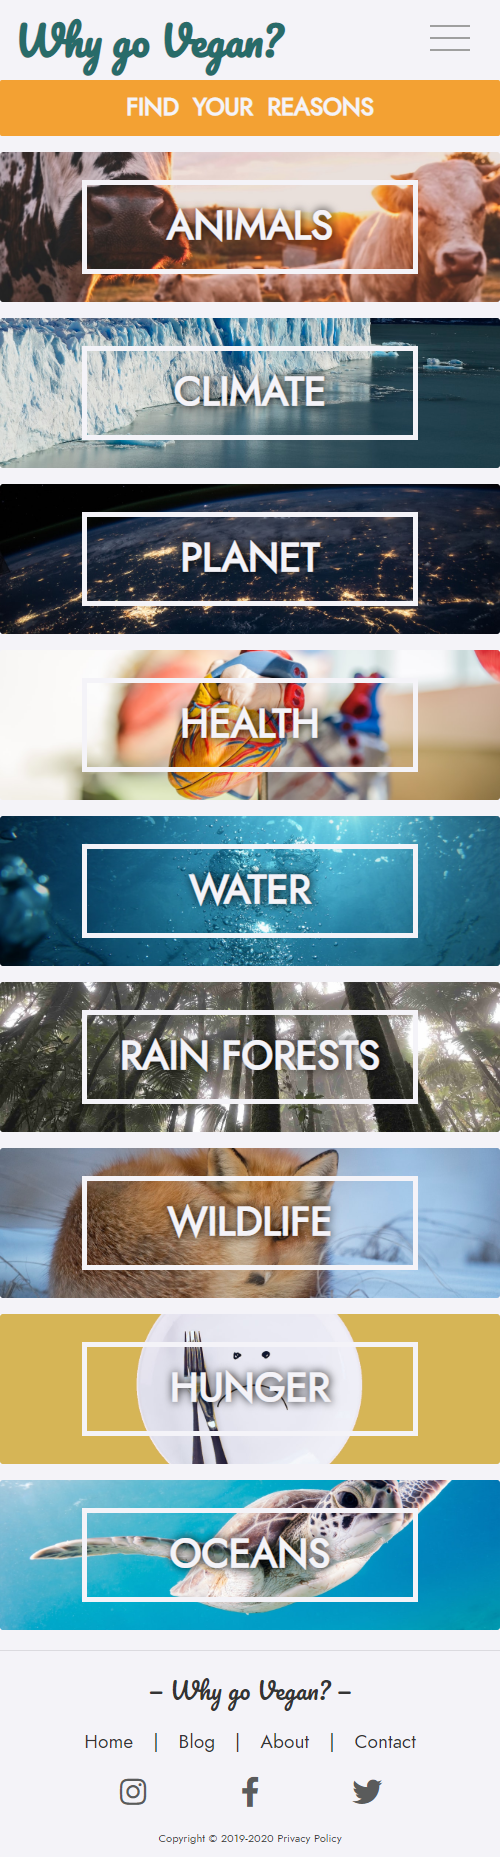 Why go Vegan?
FIND YOUR REASONS
ANIMALS
CLIMATE
PLANET
HEALTH
WATER
RAIN FORESTS
WILDLIFE
HUNGER
OCEANS
– Why go Vegan? –
Home | Blog | About | Contact
Copyright © 2019-2020 Privacy Policy